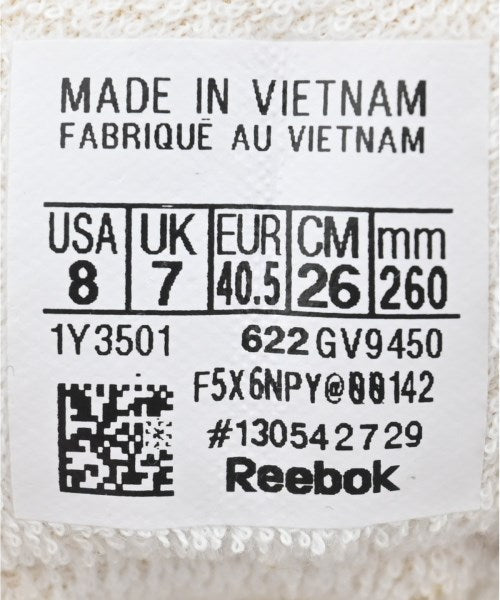 MADE IN VIETNAM
FABRIQUÉ AU VIETNAM
USA UK EUR CM mm
8 7 40.5 26 260
1Y3501 622 GV9450
F5X6NPY@00142
#130542729
Reebok